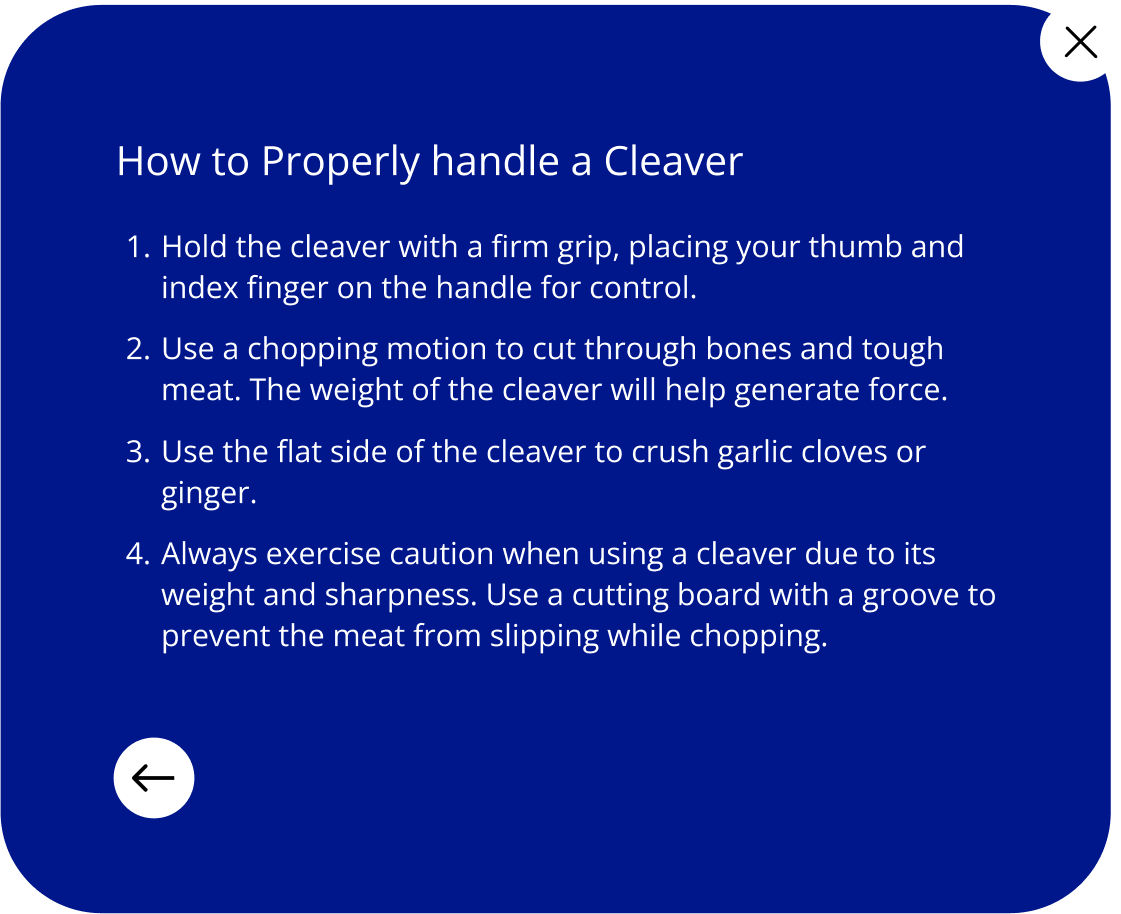 How to Properly handle a Cleaver
1. Hold the cleaver with a firm grip, placing your thumb and
index finger on the handle for control.
2. Use a chopping motion to cut through bones and tough
meat. The weight of the cleaver will help generate force.
3. Use the flat side of the cleaver to crush garlic cloves or
ginger.
4. Always exercise caution when using a cleaver due to its
weight and sharpness. Use a cutting board with a groove to
prevent the meat from slipping while chopping.